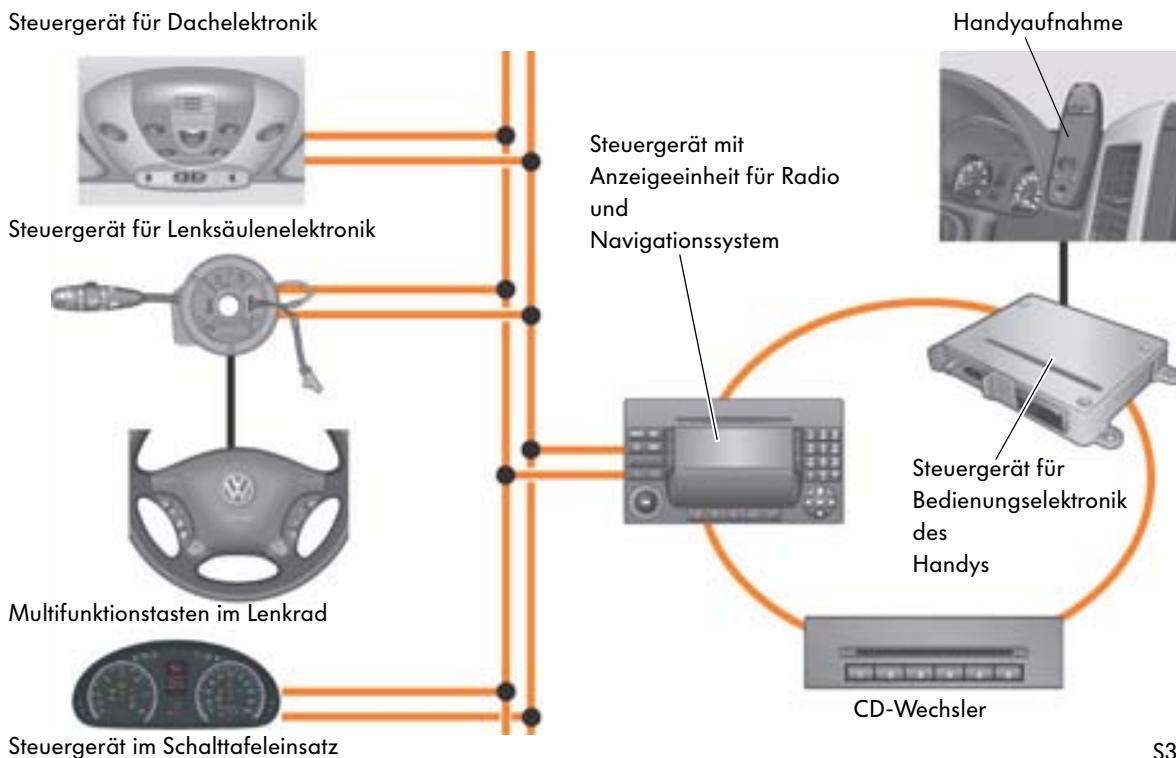 Steuergerät für Dachelektronik
Handyaufnahme
Steuergerät mit
Anzeigeeinheit für Radio
und
Navigationssystem
Steuergerät für Lenksäulenelektronik
Steuergerät für
Bedienungselektronik
des
Handys
Multifunktionstasten im Lenkrad
CD-Wechsler
Steuergerät im Schalttafeleinsatz
S3